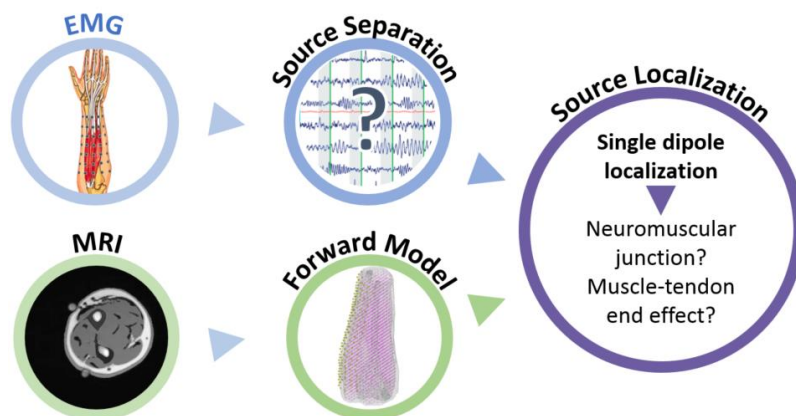 EMG
Source Separation
?
Source Localization
Single dipole
localization
Neuromuscular
junction?
Muscle-tendon
end effect?
MRI
Forward Model